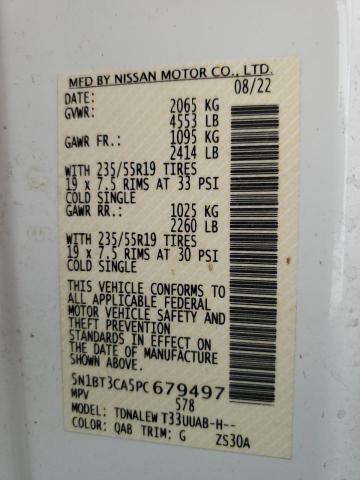 MFD BY NISSAN MOTOR CO., LTD.
DATE: 08/22
GVWR: 2065 KG
4553 LB
GAWR FR.: 1095 KG
2414 LB
WITH 235/55R19 TIRES
19 x 7.5 RIMS AT 33 PSI
COLD SINGLE
GAWR RR.: 1025 KG
2260 LB
WITH 235/55R19 TIRES
19 x 7.5 RIMS AT 30 PSI
COLD SINGLE
THIS VEHICLE CONFORMS TO
ALL APPLICABLE FEDERAL
MOTOR VEHICLE SAFETY AND
THEFT PREVENTION
STANDARDS IN EFFECT ON
THE DATE OF MANUFACTURE
SHOWN ABOVE.
5N1BT3CA5PC679497
MPV 578
MODEL: TDNALEW T33UUAB-H--
COLOR: QAB TRIM: G ZS30A